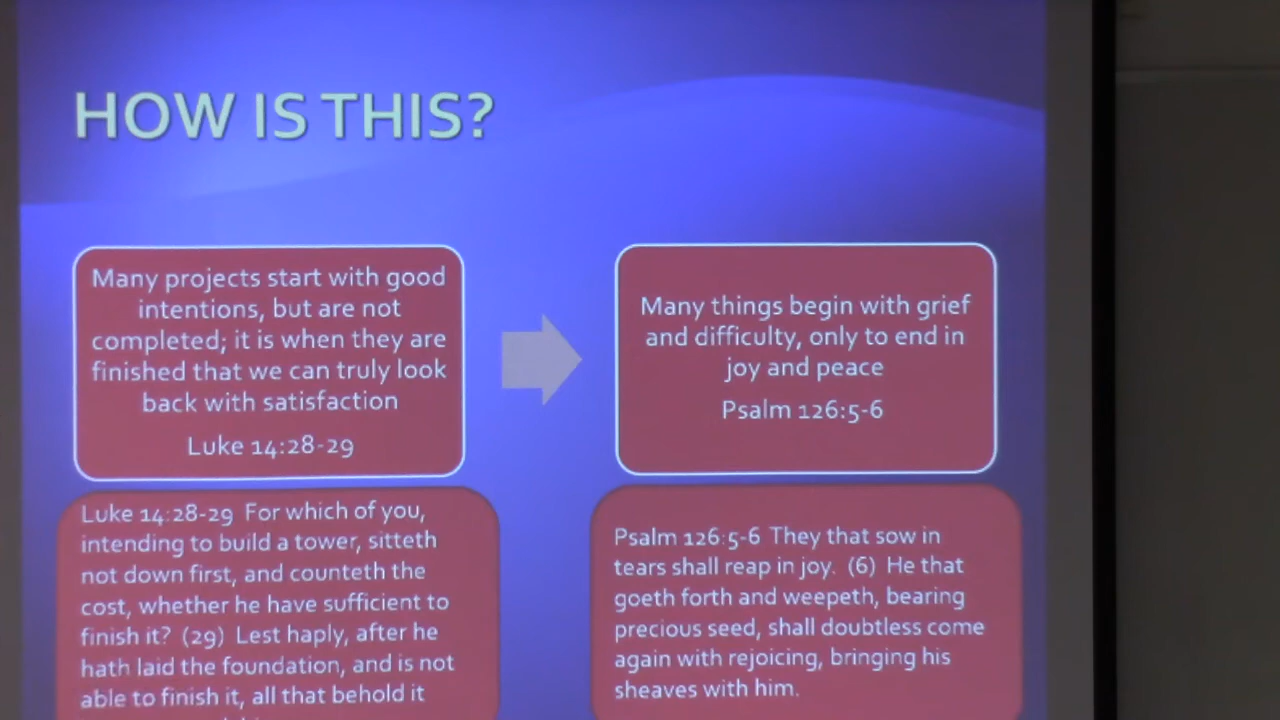 HOW IS THIS?
Many projects start with good
intentions, but are not
completed; it is when they are
finished that we can truly look
back with satisfaction
Luke 14:28-29
Many things begin with grief
and difficulty, only to end in
joy and peace
Psalm 126:5-6
Luke 14:28-29 For which of you,
intending to build a tower, sitteth
not down first, and counteth the
cost, whether he have sufficient to
finish it? (29) Lest haply, after he
hath laid the foundation, and is not
able to finish it, all that behold it
Psalm 126:5-6 They that sow in
tears shall reap in joy. (6) He that
goeth forth and weepeth, bearing
precious seed, shall doubtless come
again with rejoicing, bringing his
sheaves with him.